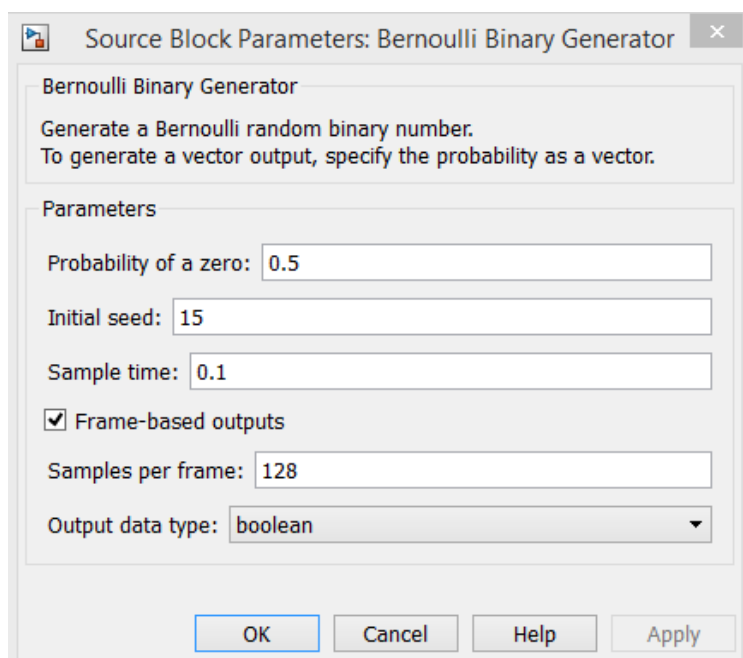 Source Block Parameters: Bernoulli Binary Generator
Bernoulli Binary Generator
Generate a Bernoulli random binary number.
To generate a vector output, specify the probability as a vector.
Parameters
Probability of a zero: 0.5
Initial seed: 15
Sample time: 0.1
Frame-based outputs
Samples per frame: 128
Output data type: boolean
OK Cancel Help Apply